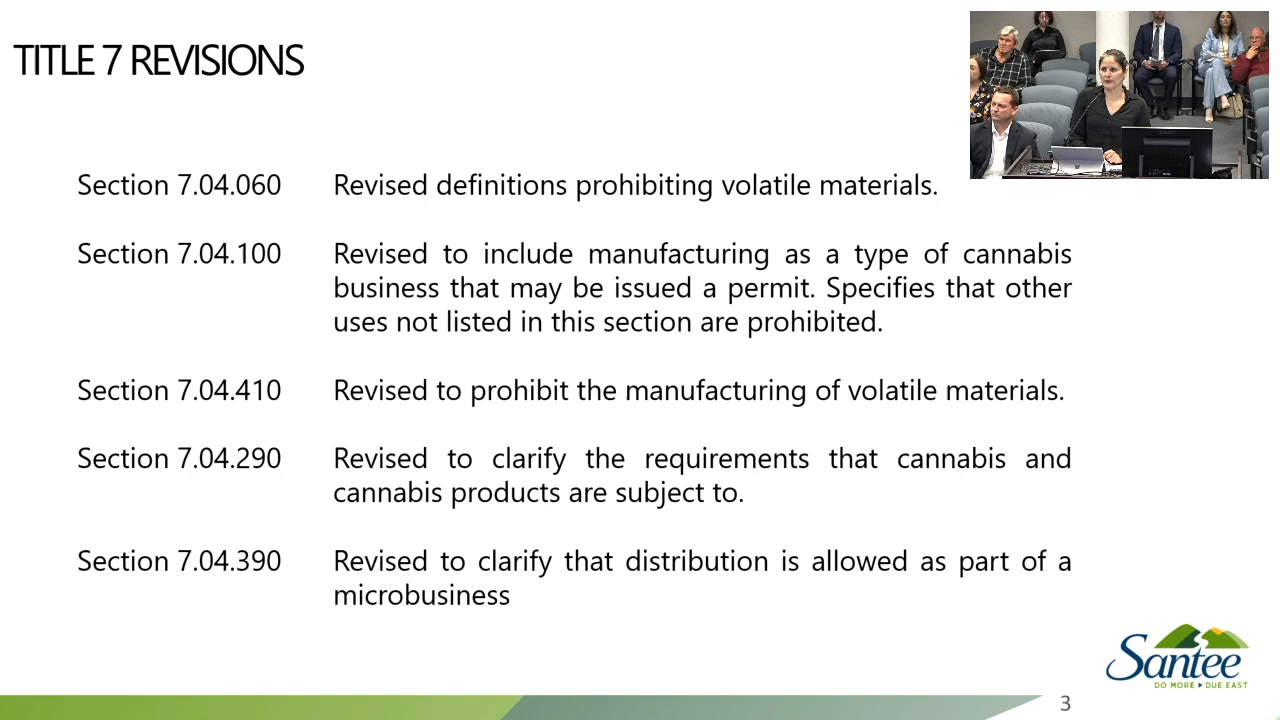 TITLE 7 REVISIONS
Section 7.04.060 Revised definitions prohibiting volatile materials.
Section 7.04.100 Revised to include manufacturing as a type of cannabis
business that may be issued a permit. Specifies that other
uses not listed in this section are prohibited.
Section 7.04.410 Revised to prohibit the manufacturing of volatile materials.
Section 7.04.290 Revised to clarify the requirements that cannabis and
cannabis products are subject to.
Section 7.04.390 Revised to clarify that distribution is allowed as part of a
microbusiness
Santee
DO MORE ▸ DUE EAST
3